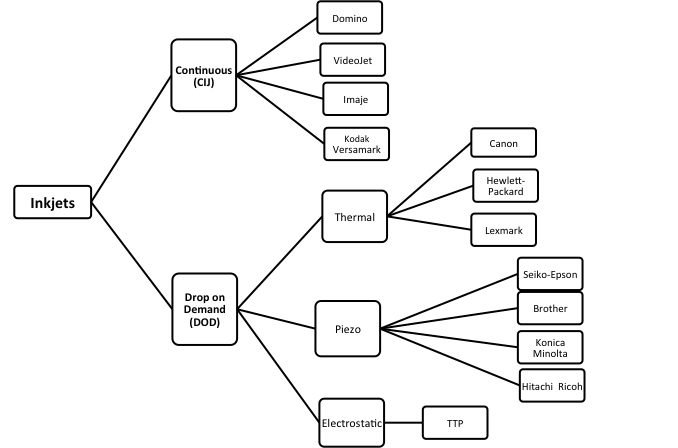 Inkjets
Continuous
(CIJ)
Domino
VideoJet
Imaje
Kodak
Versamark
Drop on
Demand
(DOD)
Thermal
Canon
Hewlett-
Packard
Lexmark
Piezo
Seiko-Epson
Brother
Konica
Minolta
Hitachi Ricoh
Electrostatic
TTP